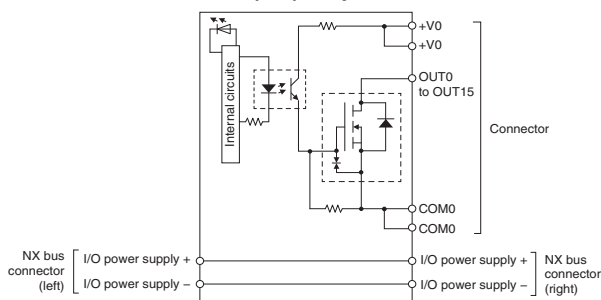 +V0
+V0
OUT0
to OUT15
Internal circuits
Connector
COM0
COM0
NX bus
connector
(left)
I/O power supply +
I/O power supply −
I/O power supply +
I/O power supply −
NX bus
connector
(right)